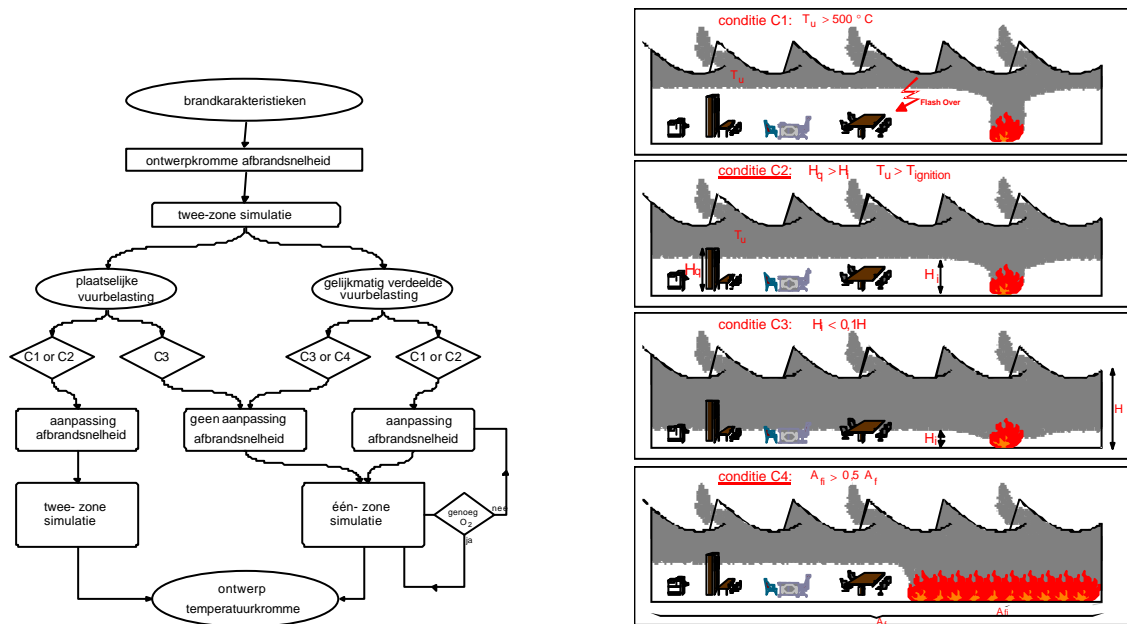 brandkarakteristieken
ontwerpkromme afbrandsnelheid
twee-zone simulatie
plaatselijke
vuurbelasting
gelijkmatig verdeelde
vuurbelasting
C1 or C2
C3
C3 or C4
C1 or C2
aanpassing
afbrandsnelheid
geen aanpassing
afbrandsnelheid
aanpassing
afbrandsnelheid
twee- zone
simulatie
één- zone
simulatie
genoeg
O2
nee
ja
ontwerp
temperatuurkromme
conditie C1: Tu > 500 ° C
Tu
Flash Over
conditie C2: Hq > Hi Tu > Tignition
Tu
Hq
Hi
conditie C3: Hi < 0,1H
H
Hi
conditie C4: Afi > 0,5 Af
Afi
Af